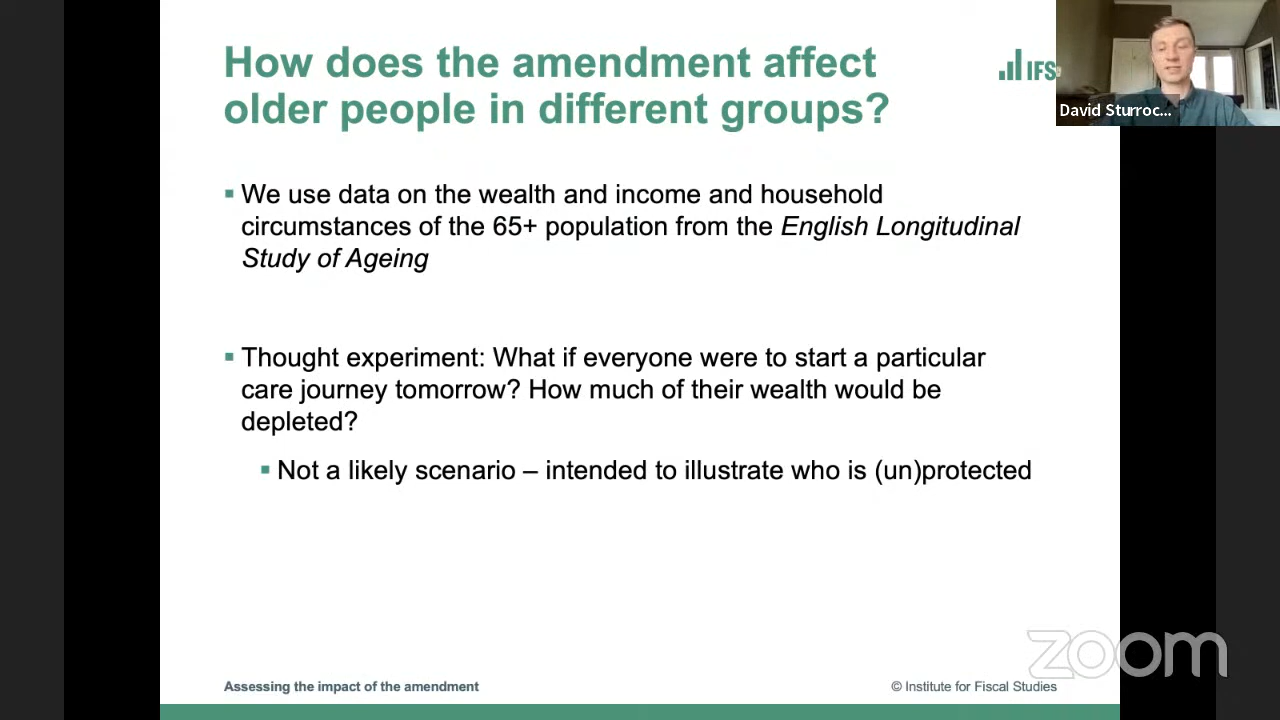 How does the amendment affect
older people in different groups?
IFS
David Sturroc...
▪ We use data on the wealth and income and household
circumstances of the 65+ population from the English Longitudinal
Study of Ageing
▪ Thought experiment: What if everyone were to start a particular
care journey tomorrow? How much of their wealth would be
depleted?
▪ Not a likely scenario – intended to illustrate who is (un)protected
zoom
Assessing the impact of the amendment
© Institute for Fiscal Studies